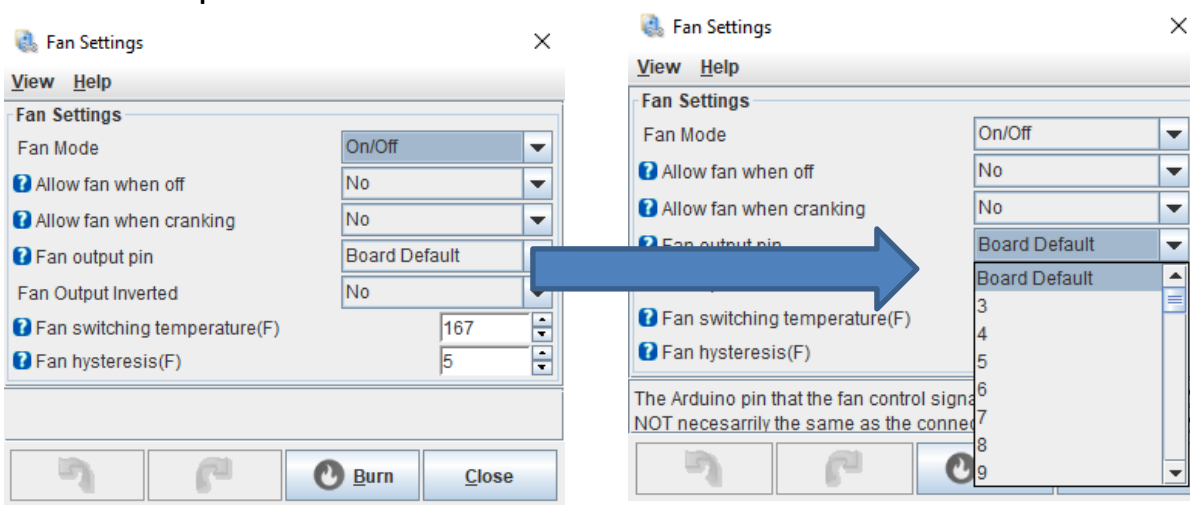 Fan Settings
View Help
Fan Settings
Fan Mode On/Off
Allow fan when off No
Allow fan when cranking No
Fan output pin Board Default
Fan Output Inverted No
Fan switching temperature(F) 167
Fan hysteresis(F) 5
Burn Close
Fan Settings
View Help
Fan Settings
Fan Mode On/Off
Allow fan when off No
Allow fan when cranking No
Fan output pin Board Default
Board Default
3
4
5
6
7
8
9
Fan switching temperature(F)
Fan hysteresis(F)
The Arduino pin that the fan control
NOT necesarrily the same as the